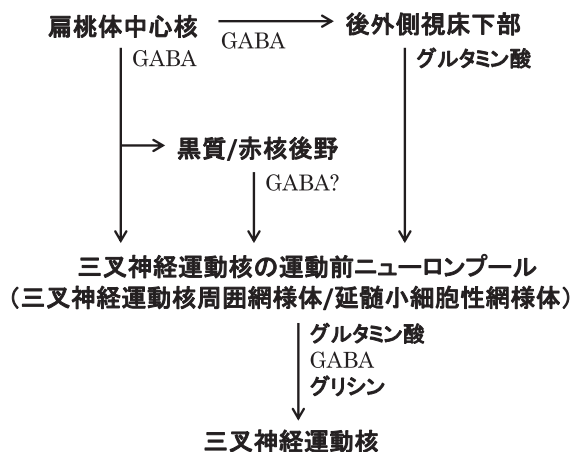 扁桃体中心核
GABA
後外側視床下部
GABA
グルタミン酸
黒質/赤核後野
GABA?
三叉神経運動核の運動前ニューロンプール
（三叉神経運動核周囲網様体/延髄小細胞性網様体）
グルタミン酸
GABA
グリシン
三叉神経運動核